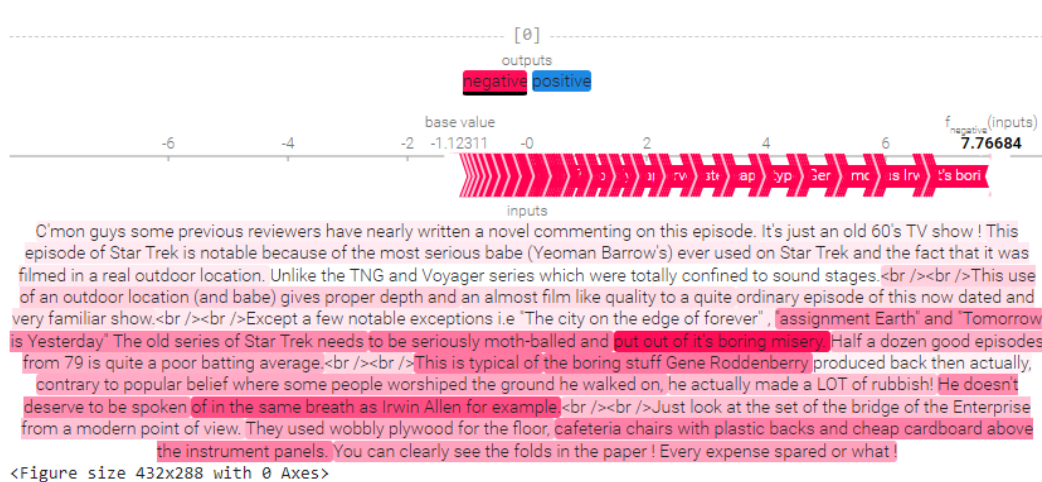 [0]
outputs
negative positive
base value f_negative(inputs)
-6 -4 -2 -1.12311 -0 2 4 6 7.76684
as Irw t's bori
inputs
C'mon guys some previous reviewers have nearly written a novel commenting on this episode. It's just an old 60's TV show ! This
episode of Star Trek is notable because of the most serious babe (Yeoman Barrow's) ever used on Star Trek and the fact that it was
filmed in a real outdoor location. Unlike the TNG and Voyager series which were totally confined to sound stages.<br /><br />This use
of an outdoor location (and babe) gives proper depth and an almost film like quality to a quite ordinary episode of this now dated and
very familiar show.<br /><br />Except a few notable exceptions i.e "The city on the edge of forever" , "assignment Earth" and "Tomorrow
is Yesterday" The old series of Star Trek needs to be seriously moth-balled and put out of it's boring misery. Half a dozen good episodes
from 79 is quite a poor batting average.<br /><br />This is typical of the boring stuff Gene Roddenberry produced back then actually,
contrary to popular belief where some people worshiped the ground he walked on, he actually made a LOT of rubbish! He doesn't
deserve to be spoken of in the same breath as Irwin Allen for example.<br /><br />Just look at the set of the bridge of the Enterprise
from a modern point of view. They used wobbly plywood for the floor, cafeteria chairs with plastic backs and cheap cardboard above
the instrument panels. You can clearly see the folds in the paper ! Every expense spared or what !
<Figure size 432x288 with 0 Axes>